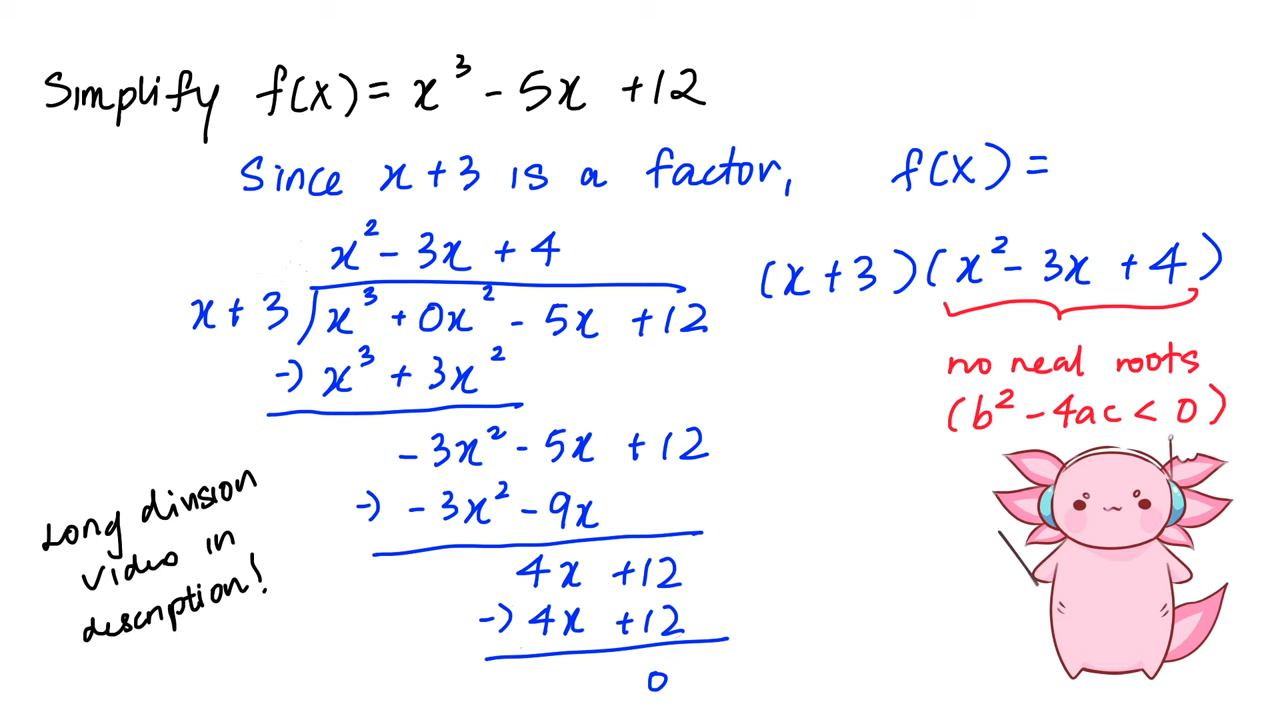 Simplify f(x) = x³ - 5x + 12
Since x + 3 is a factor, f(x) =
(x + 3)(x² - 3x + 4)
no real roots
(b² - 4ac < 0)
x² - 3x + 4
x + 3 ) x³ + 0x² - 5x + 12
-) x³ + 3x²
-3x² - 5x + 12
-) -3x² - 9x
4x + 12
-) 4x + 12
0
Long division
video in
description!